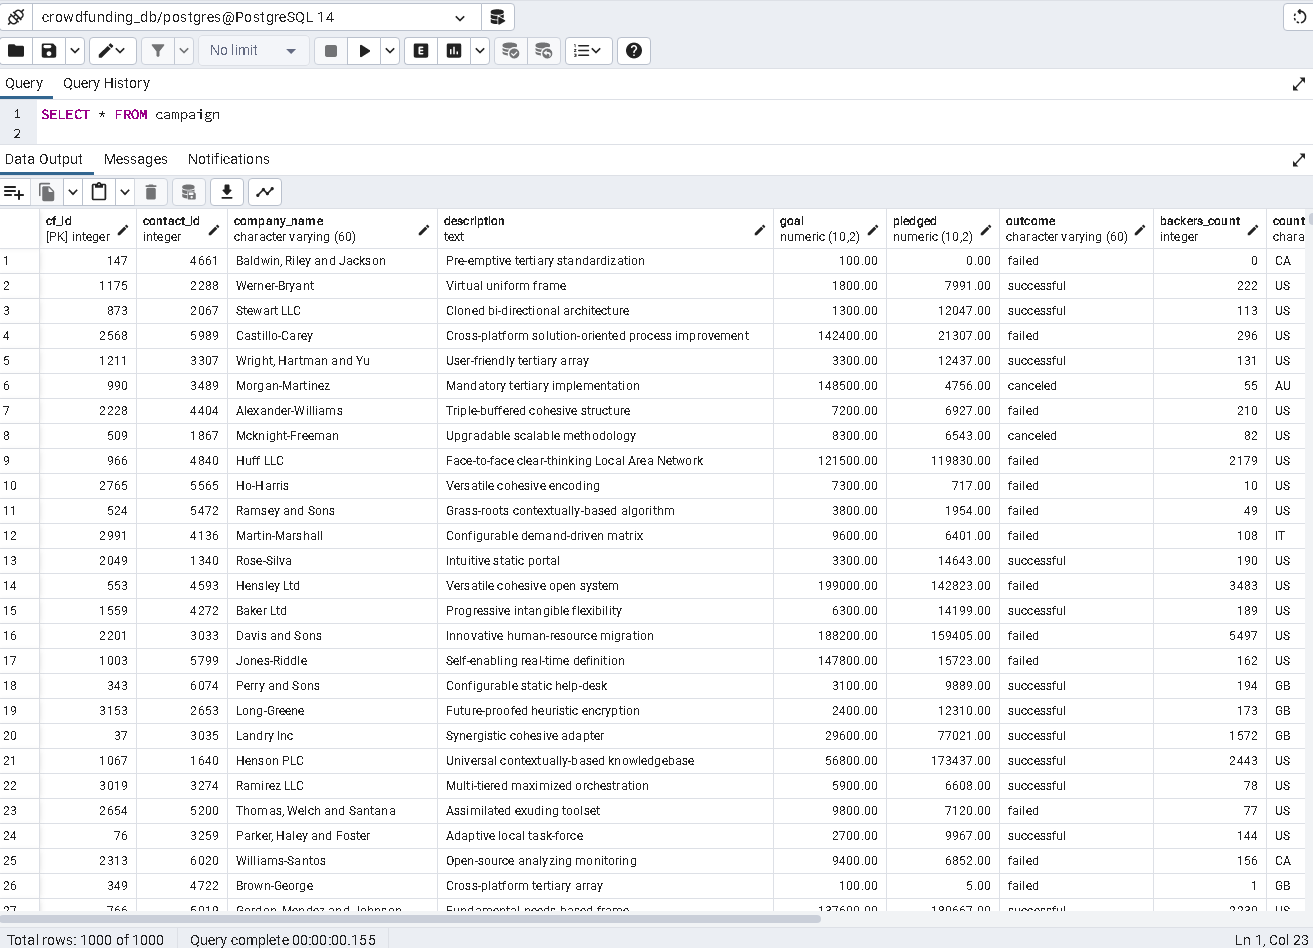 crowdfunding_db/postgres@PostgreSQL 14
No limit
E
Query Query History
1 SELECT * FROM campaign
2
Data Output Messages Notifications
cf_id contact_id company_name description goal pledged outcome backers_count count
[PK] integer integer character varying (60) text numeric (10,2) numeric (10,2) character varying (60) integer chara
1 147 4661 Baldwin, Riley and Jackson Pre-emptive tertiary standardization 100.00 0.00 failed 0 CA
2 1175 2288 Werner-Bryant Virtual uniform frame 1800.00 7991.00 successful 222 US
3 873 2067 Stewart LLC Cloned bi-directional architecture 1300.00 12047.00 successful 113 US
4 2568 5989 Castillo-Carey Cross-platform solution-oriented process improvement 142400.00 21307.00 failed 296 US
5 1211 3307 Wright, Hartman and Yu User-friendly tertiary array 3300.00 12437.00 successful 131 US
6 990 3489 Morgan-Martinez Mandatory tertiary implementation 148500.00 4756.00 canceled 55 AU
7 2228 4404 Alexander-Williams Triple-buffered cohesive structure 7200.00 6927.00 failed 210 US
8 509 1867 Mcknight-Freeman Upgradable scalable methodology 8300.00 6543.00 canceled 82 US
9 966 4840 Huff LLC Face-to-face clear-thinking Local Area Network 121500.00 119830.00 failed 2179 US
10 2765 5565 Ho-Harris Versatile cohesive encoding 7300.00 717.00 failed 10 US
11 524 5472 Ramsey and Sons Grass-roots contextually-based algorithm 3800.00 1954.00 failed 49 US
12 2991 4136 Martin-Marshall Configurable demand-driven matrix 9600.00 6401.00 failed 108 IT
13 2049 1340 Rose-Silva Intuitive static portal 3300.00 14643.00 successful 190 US
14 553 4593 Hensley Ltd Versatile cohesive open system 199000.00 142823.00 failed 3483 US
15 1559 4272 Baker Ltd Progressive intangible flexibility 6300.00 14199.00 successful 189 US
16 2201 3033 Davis and Sons Innovative human-resource migration 188200.00 159405.00 failed 5497 US
17 1003 5799 Jones-Riddle Self-enabling real-time definition 147800.00 15723.00 failed 162 US
18 343 6074 Perry and Sons Configurable static help-desk 3100.00 9889.00 successful 194 GB
19 3153 2653 Long-Greene Future-proofed heuristic encryption 2400.00 12310.00 successful 173 GB
20 37 3035 Landry Inc Synergistic cohesive adapter 29600.00 77021.00 successful 1572 GB
21 1067 1640 Henson PLC Universal contextually-based knowledgebase 56800.00 173437.00 successful 2443 US
22 3019 3274 Ramirez LLC Multi-tiered maximized orchestration 5900.00 6608.00 successful 78 US
23 2654 5200 Thomas, Welch and Santana Assimilated exuding toolset 9800.00 7120.00 failed 77 US
24 76 3259 Parker, Haley and Foster Adaptive local task-force 2700.00 9967.00 successful 144 US
25 2313 6020 Williams-Santos Open-source analyzing monitoring 9400.00 6852.00 failed 156 CA
26 349 4722 Brown-George Cross-platform tertiary array 100.00 5.00 failed 1 GB
27 766 Gordon, Mendez and Johnson Fundamental needs-based frame successful US
Total rows: 1000 of 1000 Query complete 00:00:00.155 Ln 1, Col 23